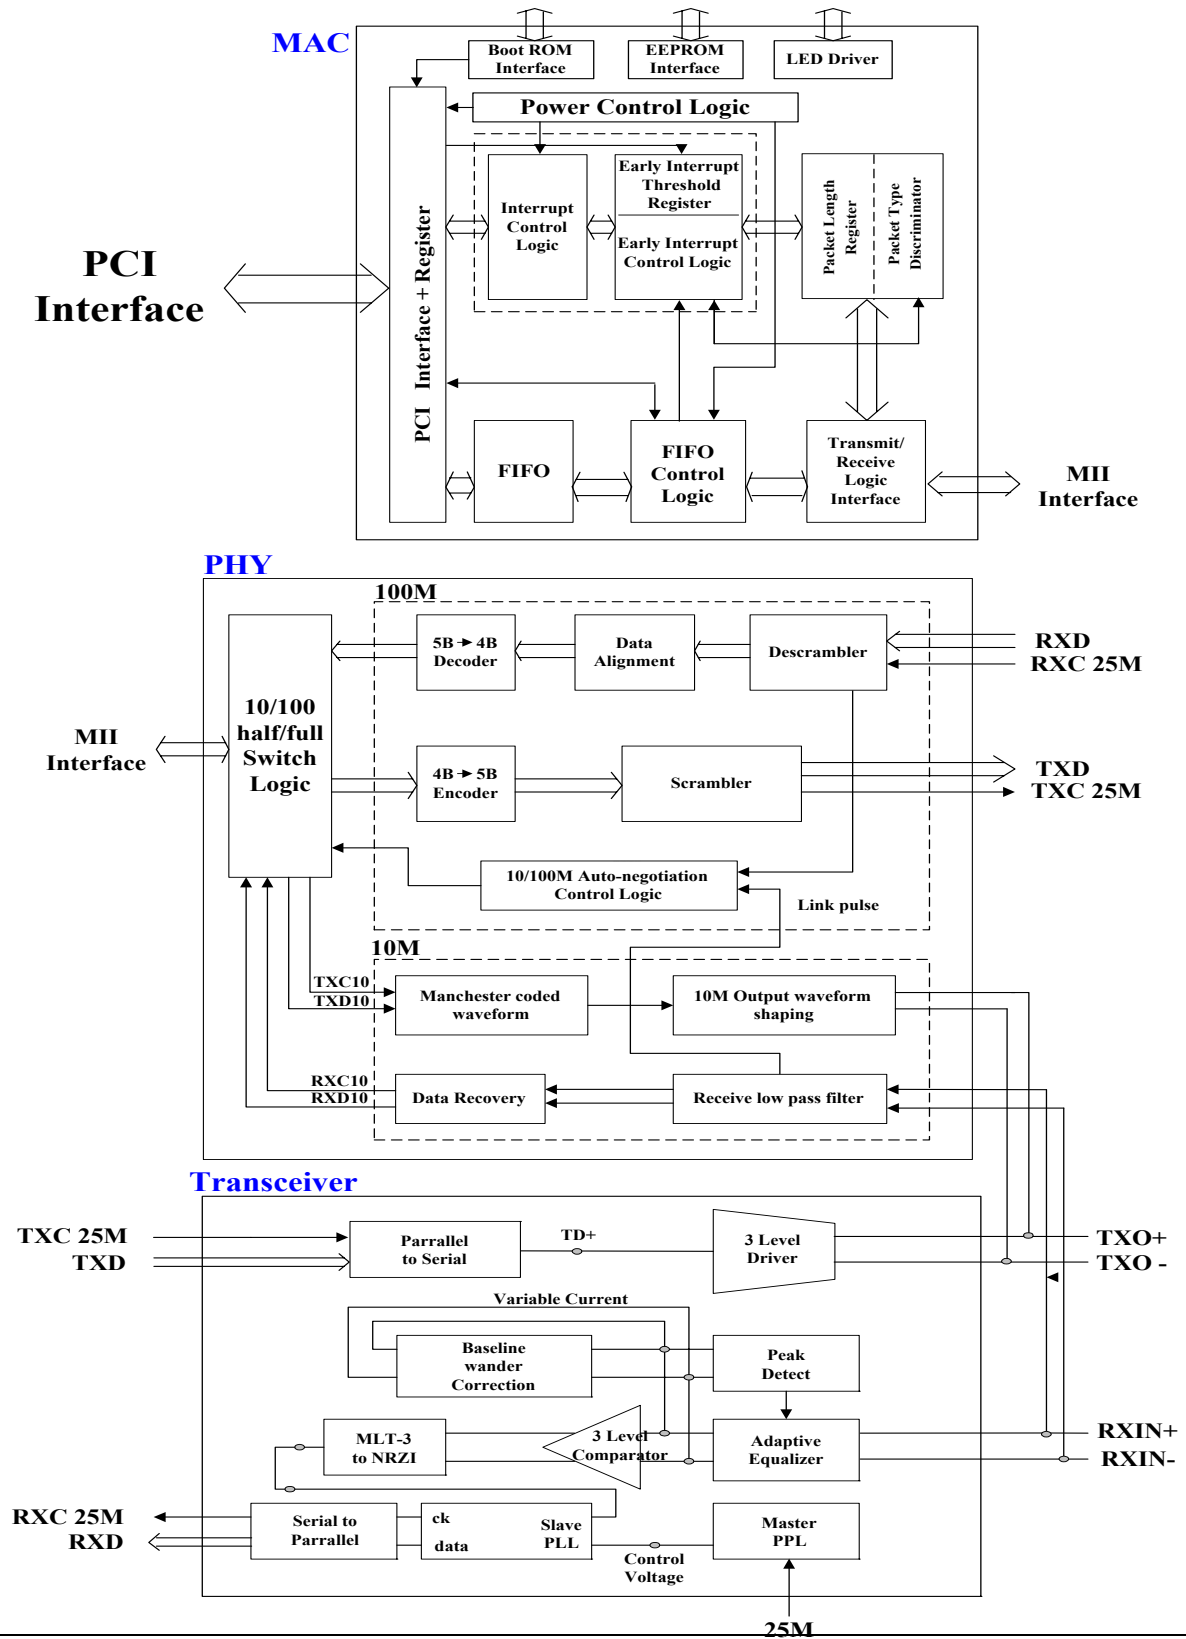 MAC
Boot ROM
Interface
EEPROM
Interface
LED Driver
Power Control Logic
PCI
Interface
PCI Interface + Register
Interrupt
Control
Logic
Early Interrupt
Threshold
Register
Early Interrupt
Control Logic
Packet Length
Register
Packet Type
Discriminator
FIFO
FIFO
Control
Logic
Transmit/
Receive
Logic
Interface
MII
Interface
PHY
100M
10/100
half/full
Switch
Logic
5B → 4B
Decoder
Data
Alignment
Descrambler
RXD
RXC 25M
MII
Interface
4B → 5B
Encoder
Scrambler
TXD
TXC 25M
10/100M Auto-negotiation
Control Logic
Link pulse
10M
TXC10
TXD10
Manchester coded
waveform
10M Output waveform
shaping
RXC10
RXD10
Data Recovery
Receive low pass filter
Transceiver
TXC 25M
TXD
Parrallel
to Serial
TD+
3 Level
Driver
TXO+
TXO -
Variable Current
Baseline
wander
Correction
Peak
Detect
MLT-3
to NRZI
3 Level
Comparator
Adaptive
Equalizer
RXIN+
RXIN-
RXC 25M
RXD
Serial to
Parrallel
ck
data
Slave
PLL
Control
Voltage
Master
PPL
25M